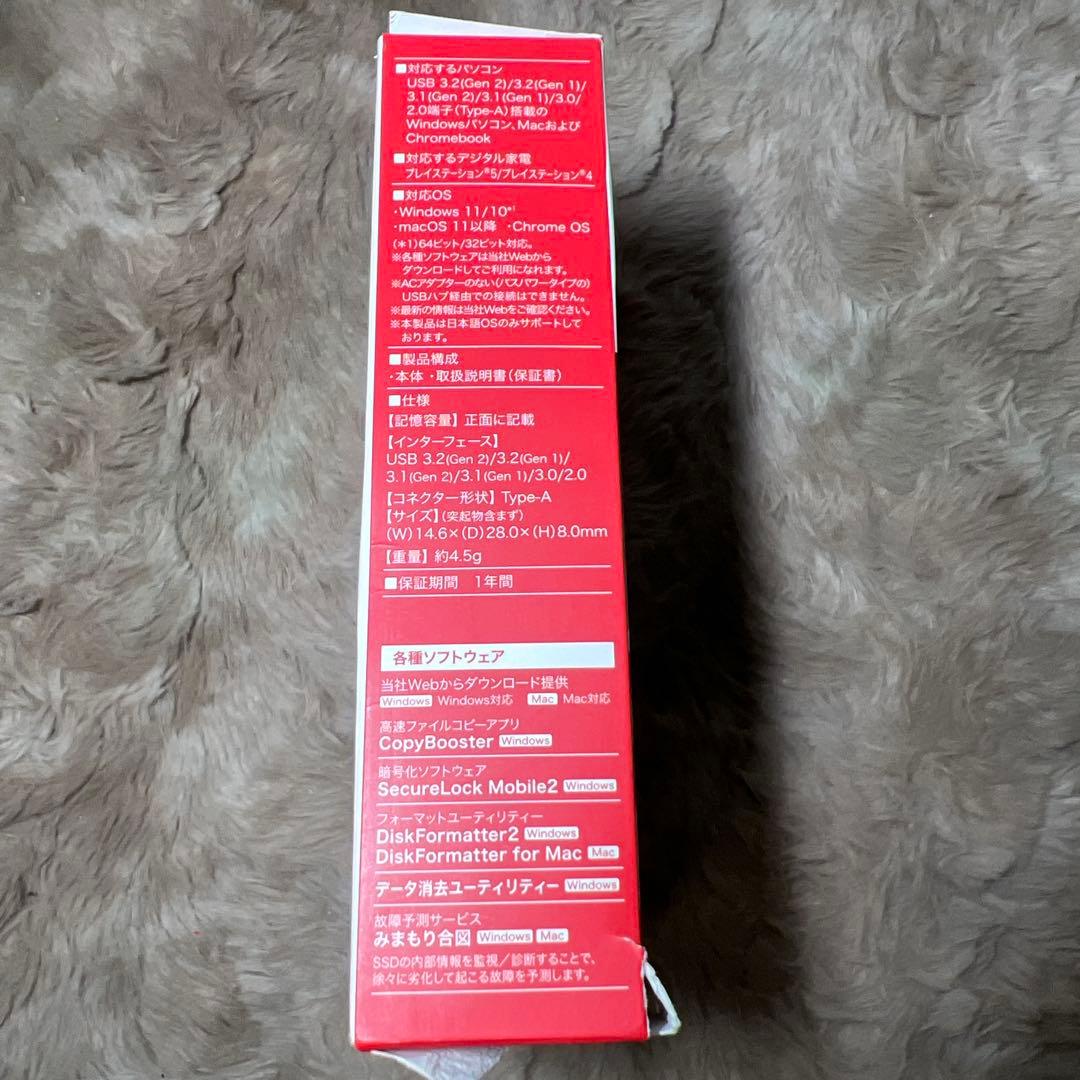 ■対応するパソコン
USB 3.2(Gen 2)/3.2(Gen 1)/
3.1(Gen 2)/3.1(Gen 1)/3.0/
2.0端子(Type-A)搭載の
Windowsパソコン、Macおよび
Chromebook
■対応するデジタル家電
プレイステーション®5/プレイステーション®4
■対応OS
・Windows 11/10*1
・macOS 11以降 ・Chrome OS
(*1)64ビット/32ビット対応。
※各種ソフトウェアは当社Webから
ダウンロードしてご利用になれます。
※ACアダプターのない(バスパワータイプの)
USBハブ経由での接続はできません。
※最新の情報は当社Webをご確認ください。
※本製品は日本語OSのみサポートして
おります。
■製品構成
・本体 ・取扱説明書(保証書)
■仕様
【記憶容量】正面に記載
【インターフェース】
USB 3.2(Gen 2)/3.2(Gen 1)/
3.1(Gen 2)/3.1(Gen 1)/3.0/2.0
【コネクター形状】Type-A
【サイズ】(突起物含まず)
(W)14.6×(D)28.0×(H)8.0mm
【重量】約4.5g
■保証期間 1年間
各種ソフトウェア
当社Webからダウンロード提供
Windows Windows対応 Mac Mac対応
高速ファイルコピーアプリ
CopyBooster Windows
暗号化ソフトウェア
SecureLock Mobile2 Windows
フォーマットユーティリティー
DiskFormatter2 Windows
DiskFormatter for Mac Mac
データ消去ユーティリティー Windows
故障予測サービス
みまもり合図 Windows Mac
SSDの内部情報を監視/診断することで、
徐々に劣化して起こる故障を予測します。